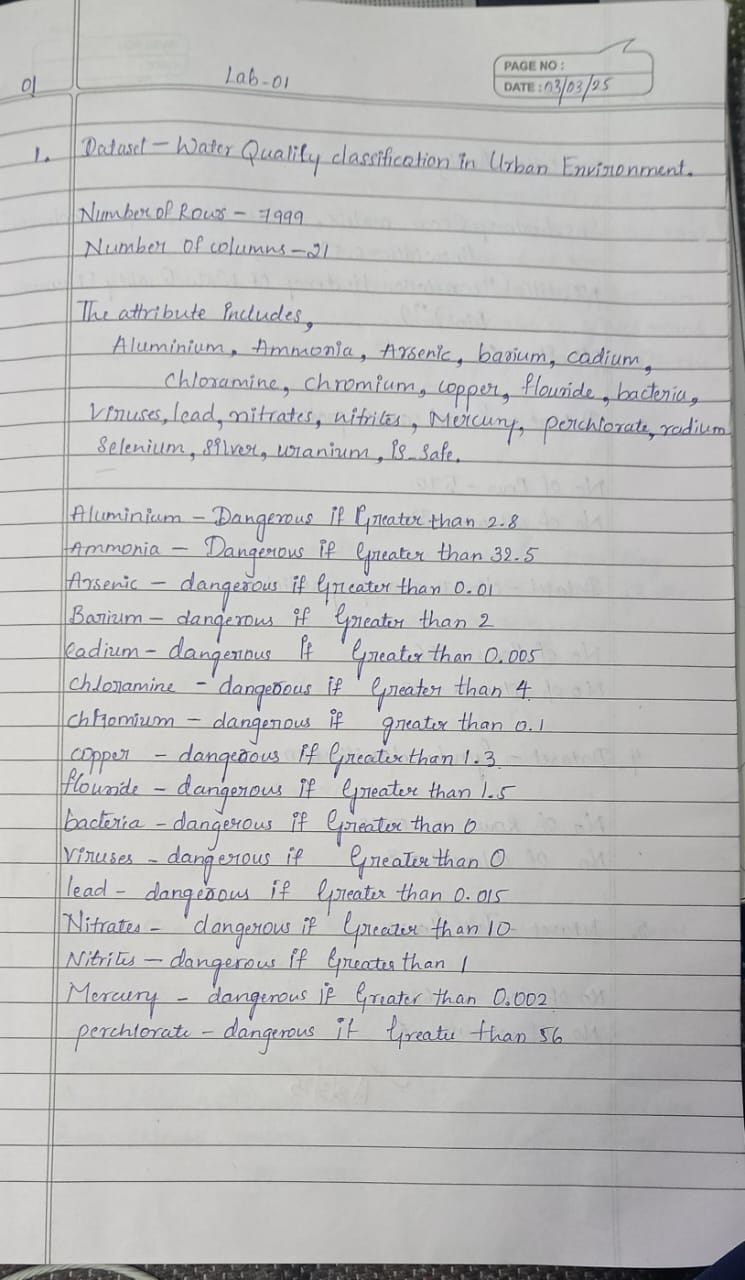 Lab-01
PAGE NO :
DATE : 03/03/25
01
1. Dataset - Water Quality classification in Urban Environment.
Number of Rows - 7999
Number of columns - 21
The attribute includes,
Aluminium, Ammonia, Arsenic, barium, cadium,
chloramine, chromium, copper, flouride, bacteria,
Viruses, lead, nitrates, nitrites, Mercury, perchlorate, radium
Selenium, silver, uranium, is_safe.
Aluminium - Dangerous if Greater than 2.8
Ammonia - Dangerous if Greater than 32.5
Arsenic - dangerous if Greater than 0.01
Barium - dangerous if Greater than 2
Cadium - dangerous if Greater than 0.005
Chloramine - dangerous if Greater than 4
chromium - dangerous if greater than 0.1
copper - dangerous if Greater than 1.3
flouride - dangerous if Greater than 1.5
bacteria - dangerous if Greater than 0
Viruses - dangerous if Greater than 0
lead - dangerous if Greater than 0.015
Nitrates - dangerous if Greater than 10
Nitrites - dangerous if Greater than 1
Mercury - dangerous if Greater than 0.002
perchlorate - dangerous if Greater than 56